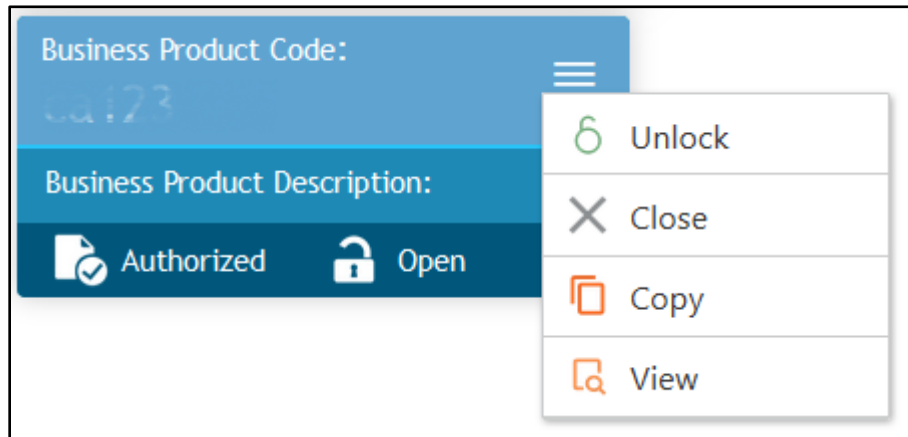 Business Product Code:
Unlock
Business Product Description:
Close
Authorized
Open
Copy
View